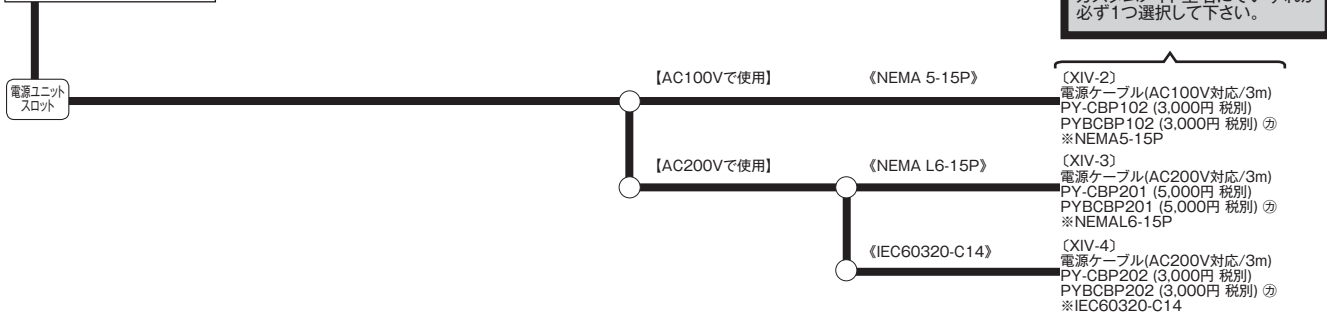 必ず1つ選択して下さい。
電源ユニット
スロット
【AC100Vで使用】
《NEMA 5-15P》
〔XIV-2〕
電源ケーブル(AC100V対応/3m)
PY-CBP102 (3,000円 税別)
PYBCBP102 (3,000円 税別) ㋕
※NEMA5-15P
【AC200Vで使用】
《NEMA L6-15P》
〔XIV-3〕
電源ケーブル(AC200V対応/3m)
PY-CBP201 (5,000円 税別)
PYBCBP201 (5,000円 税別) ㋕
※NEMAL6-15P
《IEC60320-C14》
〔XIV-4〕
電源ケーブル(AC200V対応/3m)
PY-CBP202 (3,000円 税別)
PYBCBP202 (3,000円 税別) ㋕
※IEC60320-C14